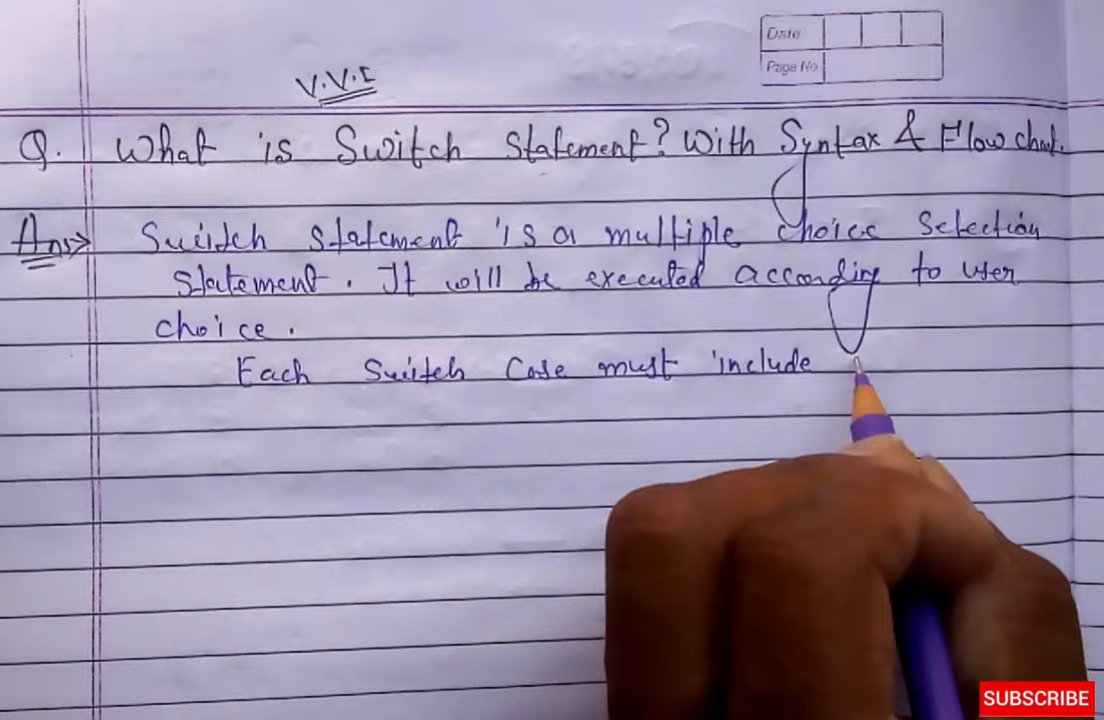 Date
Page No
V.V.I
Q. What is Switch Statement? With Syntax & Flow chart.
Ans> Switch statement is a multiple choice selection
statement. It will be executed according to user
choice.
Each Switch Case must include
SUBSCRIBE